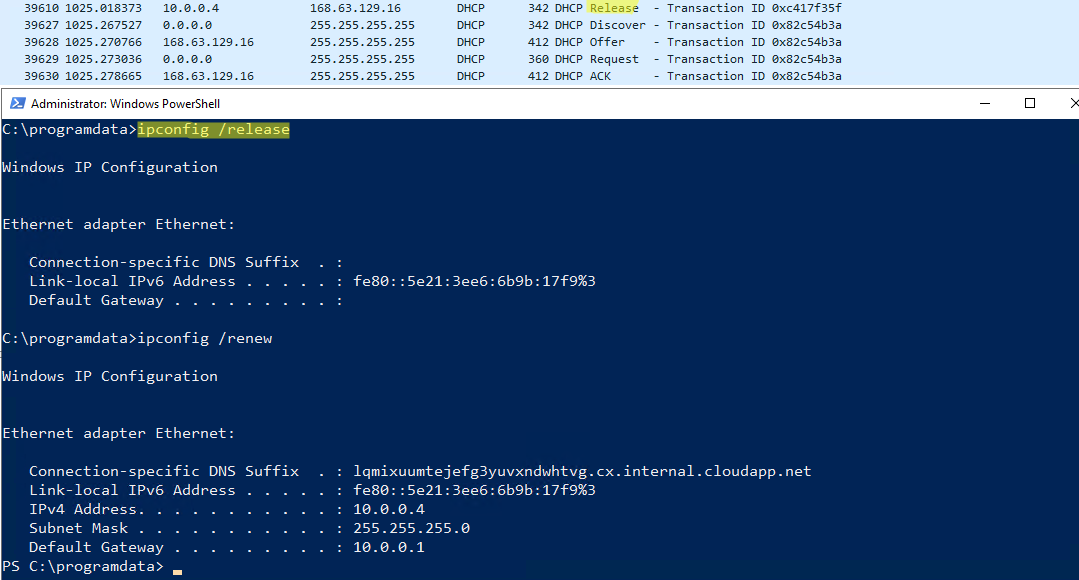 39610 1025.018373 10.0.0.4 168.63.129.16 DHCP 342 DHCP Release - Transaction ID 0xc417f35f
39627 1025.267527 0.0.0.0 255.255.255.255 DHCP 342 DHCP Discover - Transaction ID 0x82c54b3a
39628 1025.270766 168.63.129.16 255.255.255.255 DHCP 412 DHCP Offer - Transaction ID 0x82c54b3a
39629 1025.273036 0.0.0.0 255.255.255.255 DHCP 360 DHCP Request - Transaction ID 0x82c54b3a
39630 1025.278665 168.63.129.16 255.255.255.255 DHCP 412 DHCP ACK - Transaction ID 0x82c54b3a
Administrator: Windows PowerShell
C:\programdata>ipconfig /release
Windows IP Configuration
Ethernet adapter Ethernet:
Connection-specific DNS Suffix . :
Link-local IPv6 Address . . . . . : fe80::5e21:3ee6:6b9b:17f9%3
Default Gateway . . . . . . . . . :
C:\programdata>ipconfig /renew
Windows IP Configuration
Ethernet adapter Ethernet:
Connection-specific DNS Suffix . : lqmixuumtejefg3yuvxndwhtvg.cx.internal.cloudapp.net
Link-local IPv6 Address . . . . . : fe80::5e21:3ee6:6b9b:17f9%3
IPv4 Address. . . . . . . . . . . : 10.0.0.4
Subnet Mask . . . . . . . . . . . : 255.255.255.0
Default Gateway . . . . . . . . . : 10.0.0.1
PS C:\programdata>